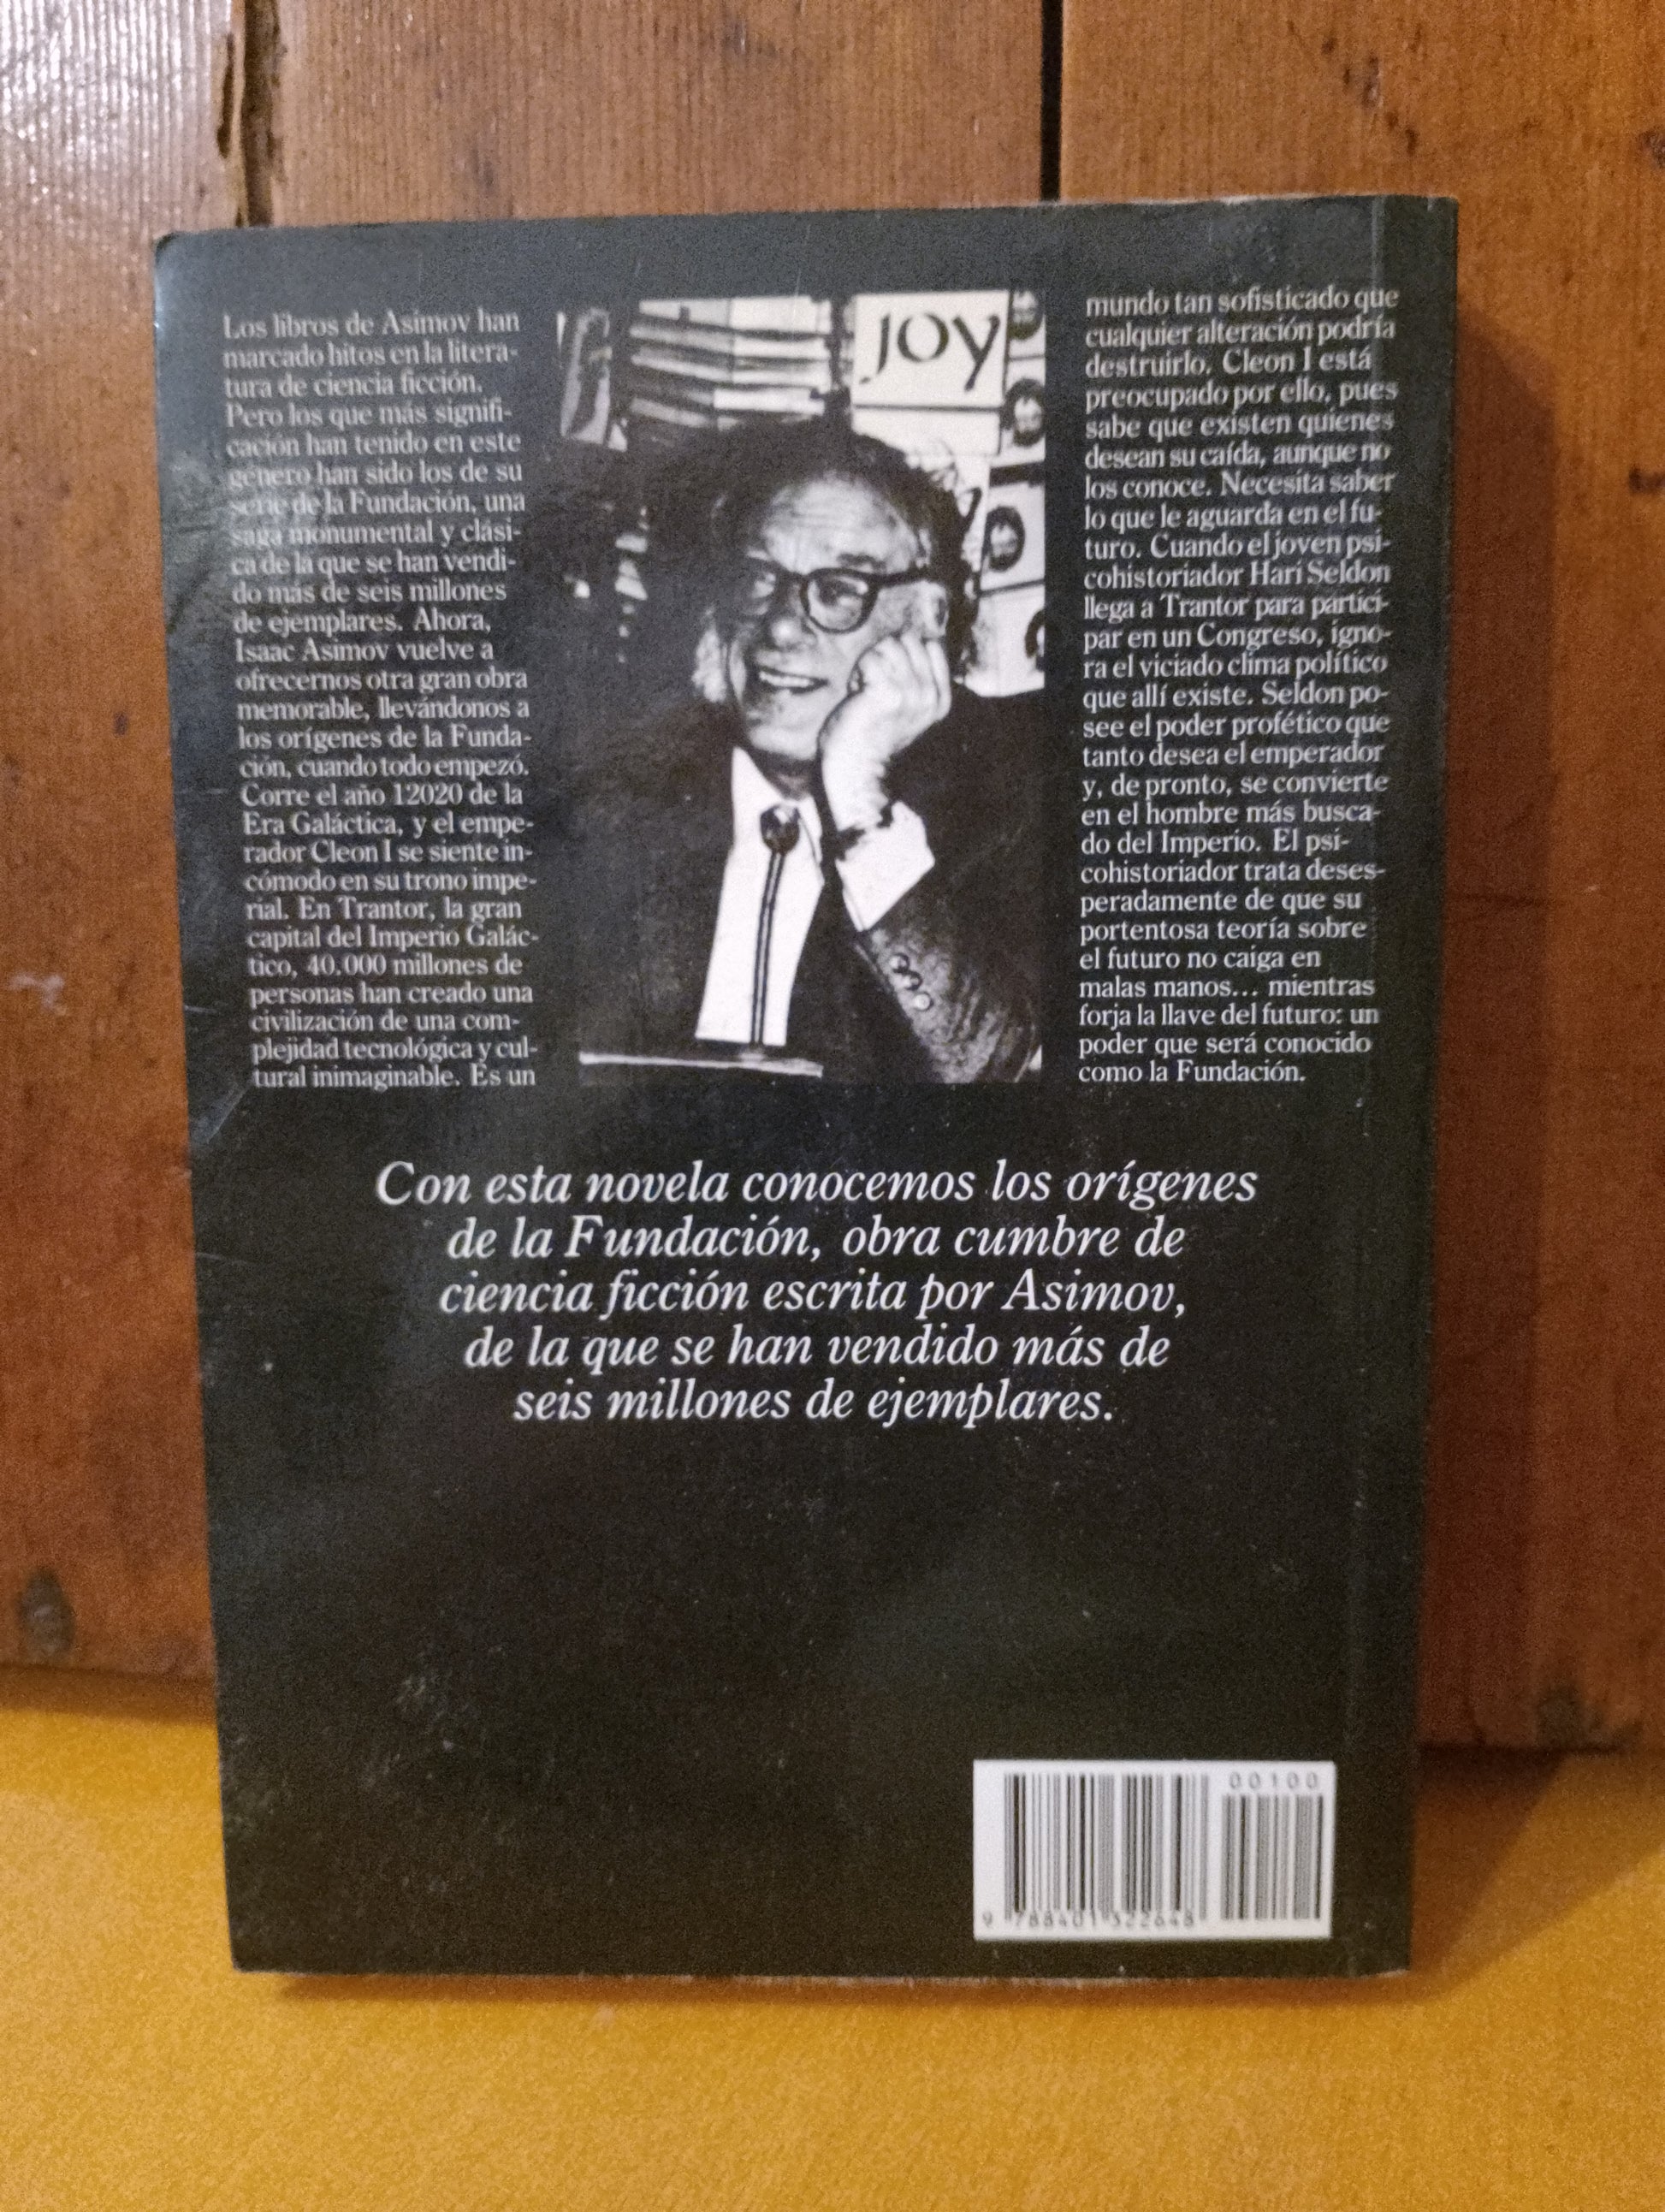 Los libros de Asimov han
marcado hitos en la litera-
tura de ciencia ficción.
Pero los que más signifi-
cación han tenido en este
género han sido los de su
serie de la Fundación, una
saga monumental y clási-
ca de la que se han vendi-
do más de seis millones
de ejemplares. Ahora,
Isaac Asimov vuelve a
ofrecernos otra gran obra
memorable, llevándonos a
los orígenes de la Funda-
ción, cuando todo empezó.
Corre el año 12020 de la
Era Galáctica, y el empe-
rador Cleon I se siente in-
cómodo en su trono impe-
rial. En Trantor, la gran
capital del Imperio Galác-
tico, 40.000 millones de
personas han creado una
civilización de una com-
plejidad tecnológica y cul-
tural inimaginable. Es un
joy
mundo tan sofisticado que
cualquier alteración podría
destruirlo. Cleon I está
preocupado por ello, pues
sabe que existen quienes
desean su caída, aunque no
los conoce. Necesita saber
lo que le aguarda en el fu-
turo. Cuando el joven psi-
cohistoriador Hari Seldon
llega a Trantor para partici-
par en un Congreso, igno-
ra el viciado clima político
que allí existe. Seldon po-
see el poder profético que
tanto desea el emperador
y, de pronto, se convierte
en el hombre más busca-
do del Imperio. El psi-
cohistoriador trata deses-
peradamente de que su
portentosa teoría sobre
el futuro no caiga en
malas manos... mientras
forja la llave del futuro: un
poder que será conocido
como la Fundación.
Con esta novela conocemos los orígenes
de la Fundación, obra cumbre de
ciencia ficción escrita por Asimov,
de la que se han vendido más de
seis millones de ejemplares.
00100
9 788401 322648